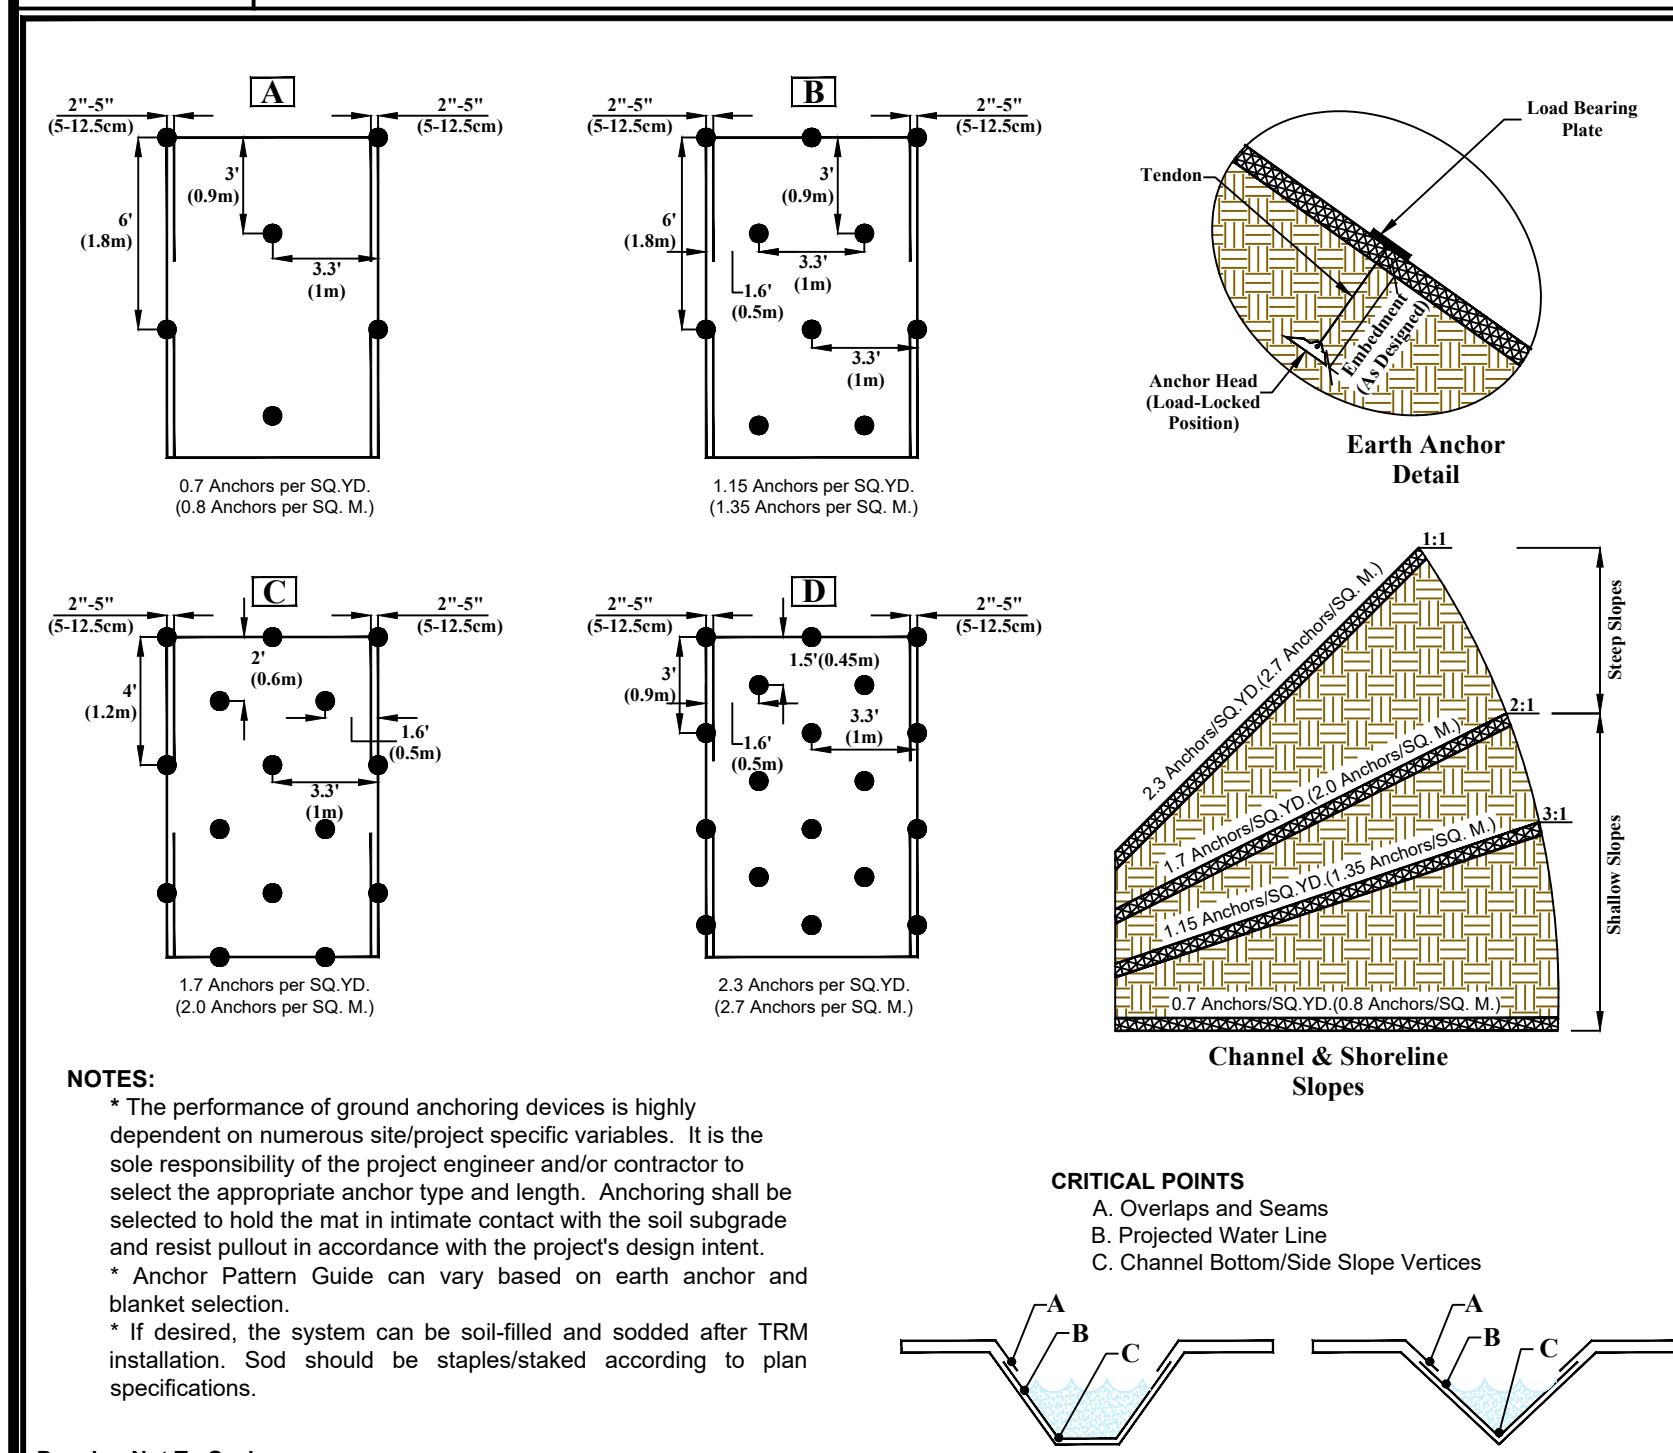 A
2"-5"
(5-12.5cm)
2"-5"
(5-12.5cm)
3'
(0.9m)
6'
(1.8m)
3.3'
(1m)
0.7 Anchors per SQ.YD.
(0.8 Anchors per SQ. M.)
B
2"-5"
(5-12.5cm)
2"-5"
(5-12.5cm)
3'
(0.9m)
6'
(1.8m)
3.3'
(1m)
1.6'
(0.5m)
3.3'
(1m)
1.15 Anchors per SQ.YD.
(1.35 Anchors per SQ. M.)
Load Bearing
Plate
Tendon
Embedment
(As Designed)
Anchor Head
(Load-Locked
Position)
Earth Anchor
Detail
C
2"-5"
(5-12.5cm)
2"-5"
(5-12.5cm)
2'
(0.6m)
4'
(1.2m)
1.6'
(0.5m)
3.3'
(1m)
1.7 Anchors per SQ.YD.
(2.0 Anchors per SQ. M.)
D
2"-5"
(5-12.5cm)
2"-5"
(5-12.5cm)
1.5'(0.45m)
3'
(0.9m)
3.3'
(1m)
1.6'
(0.5m)
2.3 Anchors per SQ.YD.
(2.7 Anchors per SQ. M.)
1:1
2.3 Anchors/SQ.YD.(2.7 Anchors/SQ. M.)
Steep Slopes
2:1
1.7 Anchors/SQ.YD.(2.0 Anchors/SQ. M.)
3:1
1.15 Anchors/SQ.YD.(1.35 Anchors/SQ. M.)
Shallow Slopes
0.7 Anchors/SQ.YD.(0.8 Anchors/SQ. M.)
Channel & Shoreline
Slopes
NOTES:
* The performance of ground anchoring devices is highly
dependent on numerous site/project specific variables. It is the
sole responsibility of the project engineer and/or contractor to
select the appropriate anchor type and length. Anchoring shall be
selected to hold the mat in intimate contact with the soil subgrade
and resist pullout in accordance with the project's design intent.
* Anchor Pattern Guide can vary based on earth anchor and
blanket selection.
* If desired, the system can be soil-filled and sodded after TRM
installation. Sod should be staples/staked according to plan
specifications.
CRITICAL POINTS
A. Overlaps and Seams
B. Projected Water Line
C. Channel Bottom/Side Slope Vertices
A
B
C
A
B
C